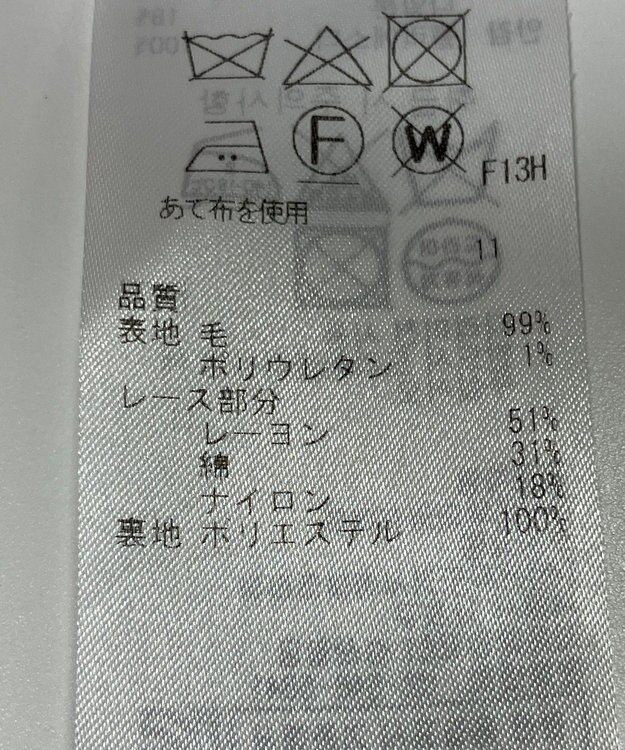 F W F13H
あて布を使用
11
品質
表地 毛 99%
ポリウレタン 1%
レース部分
レーヨン 51%
綿 31%
ナイロン 18%
裏地 ポリエステル 100%